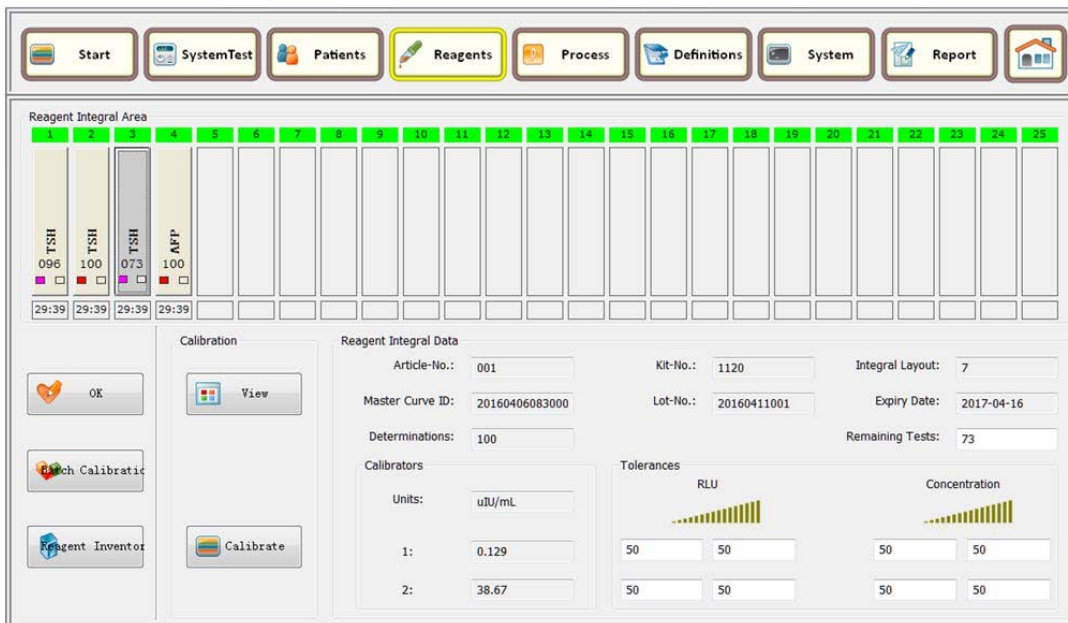 Start SystemTest Patients Reagents Process Definitions System Report
Reagent Integral Area
1 2 3 4 5 6 7 8 9 10 11 12 13 14 15 16 17 18 19 20 21 22 23 24 25
TSH TSH TSH AFP
096 100 073 100
29:39 29:39 29:39 29:39
Calibration Reagent Integral Data
Article-No.: 001 Kit-No.: 1120 Integral Layout: 7
OK View Master Curve ID: 20160406083000 Lot-No.: 20160411001 Expiry Date: 2017-04-16
Determinations: 100 Remaining Tests: 73
Batch Calibratic Calibrators Tolerances
Units: uIU/mL RLU Concentration
Reagent Inventor Calibrate 1: 0.129 50 50 50 50
2: 38.67 50 50 50 50